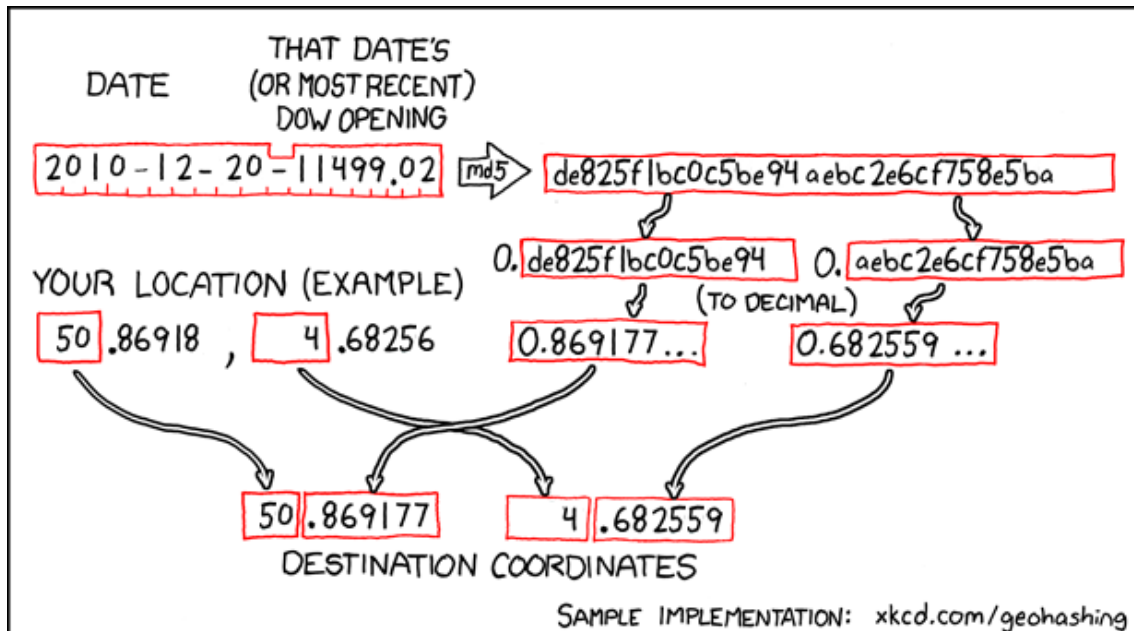 DATE
THAT DATE'S
(OR MOST RECENT)
DOW OPENING
2010-12-20-11499.02
md5
de825f1bc0c5be94aebc2e6cf758e5ba
0.de825f1bc0c5be94
0.aebc2e6cf758e5ba
YOUR LOCATION (EXAMPLE)
(TO DECIMAL)
50.86918, 4.68256
0.869177...
0.682559...
50.869177
4.682559
DESTINATION COORDINATES
SAMPLE IMPLEMENTATION: xkcd.com/geohashing